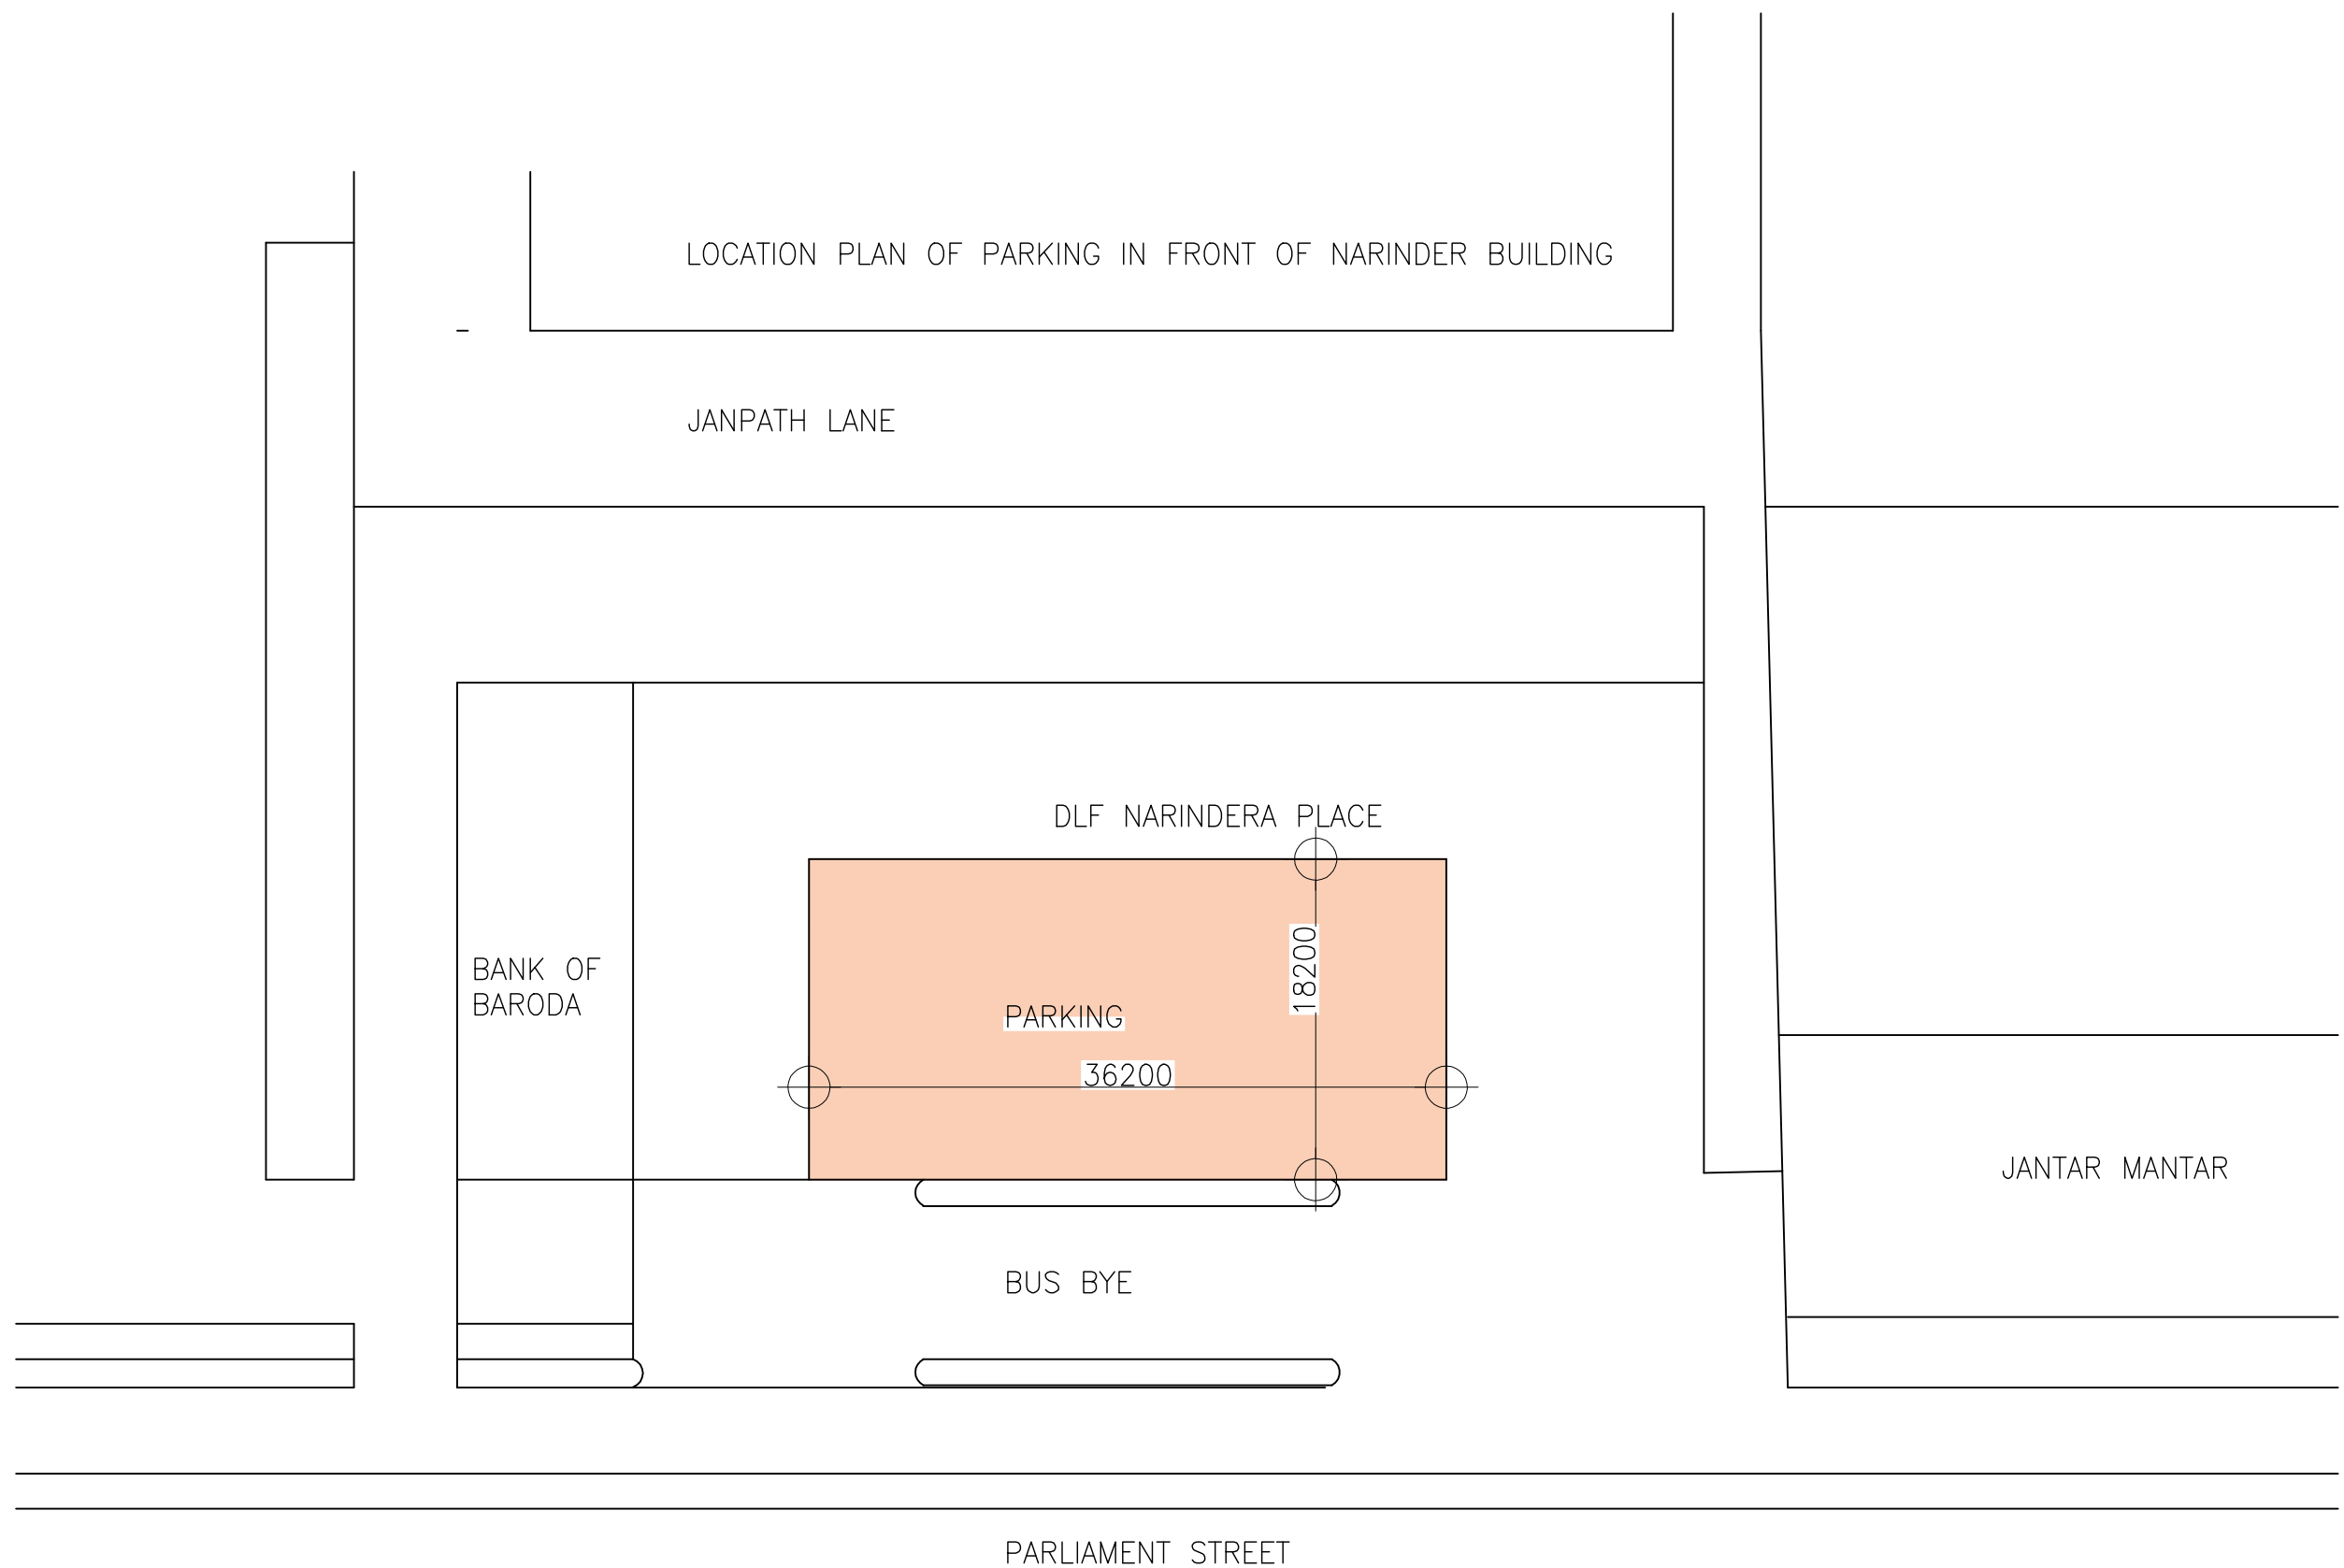 LOCATION PLAN OF PARKING IN FRONT OF NARINDER BUILDING
JANPATH LANE
DLF NARINDERA PLACE
18200
BANK OF
BARODA
PARKING
36200
JANTAR MANTAR
BUS BYE
PARLIAMENT STREET